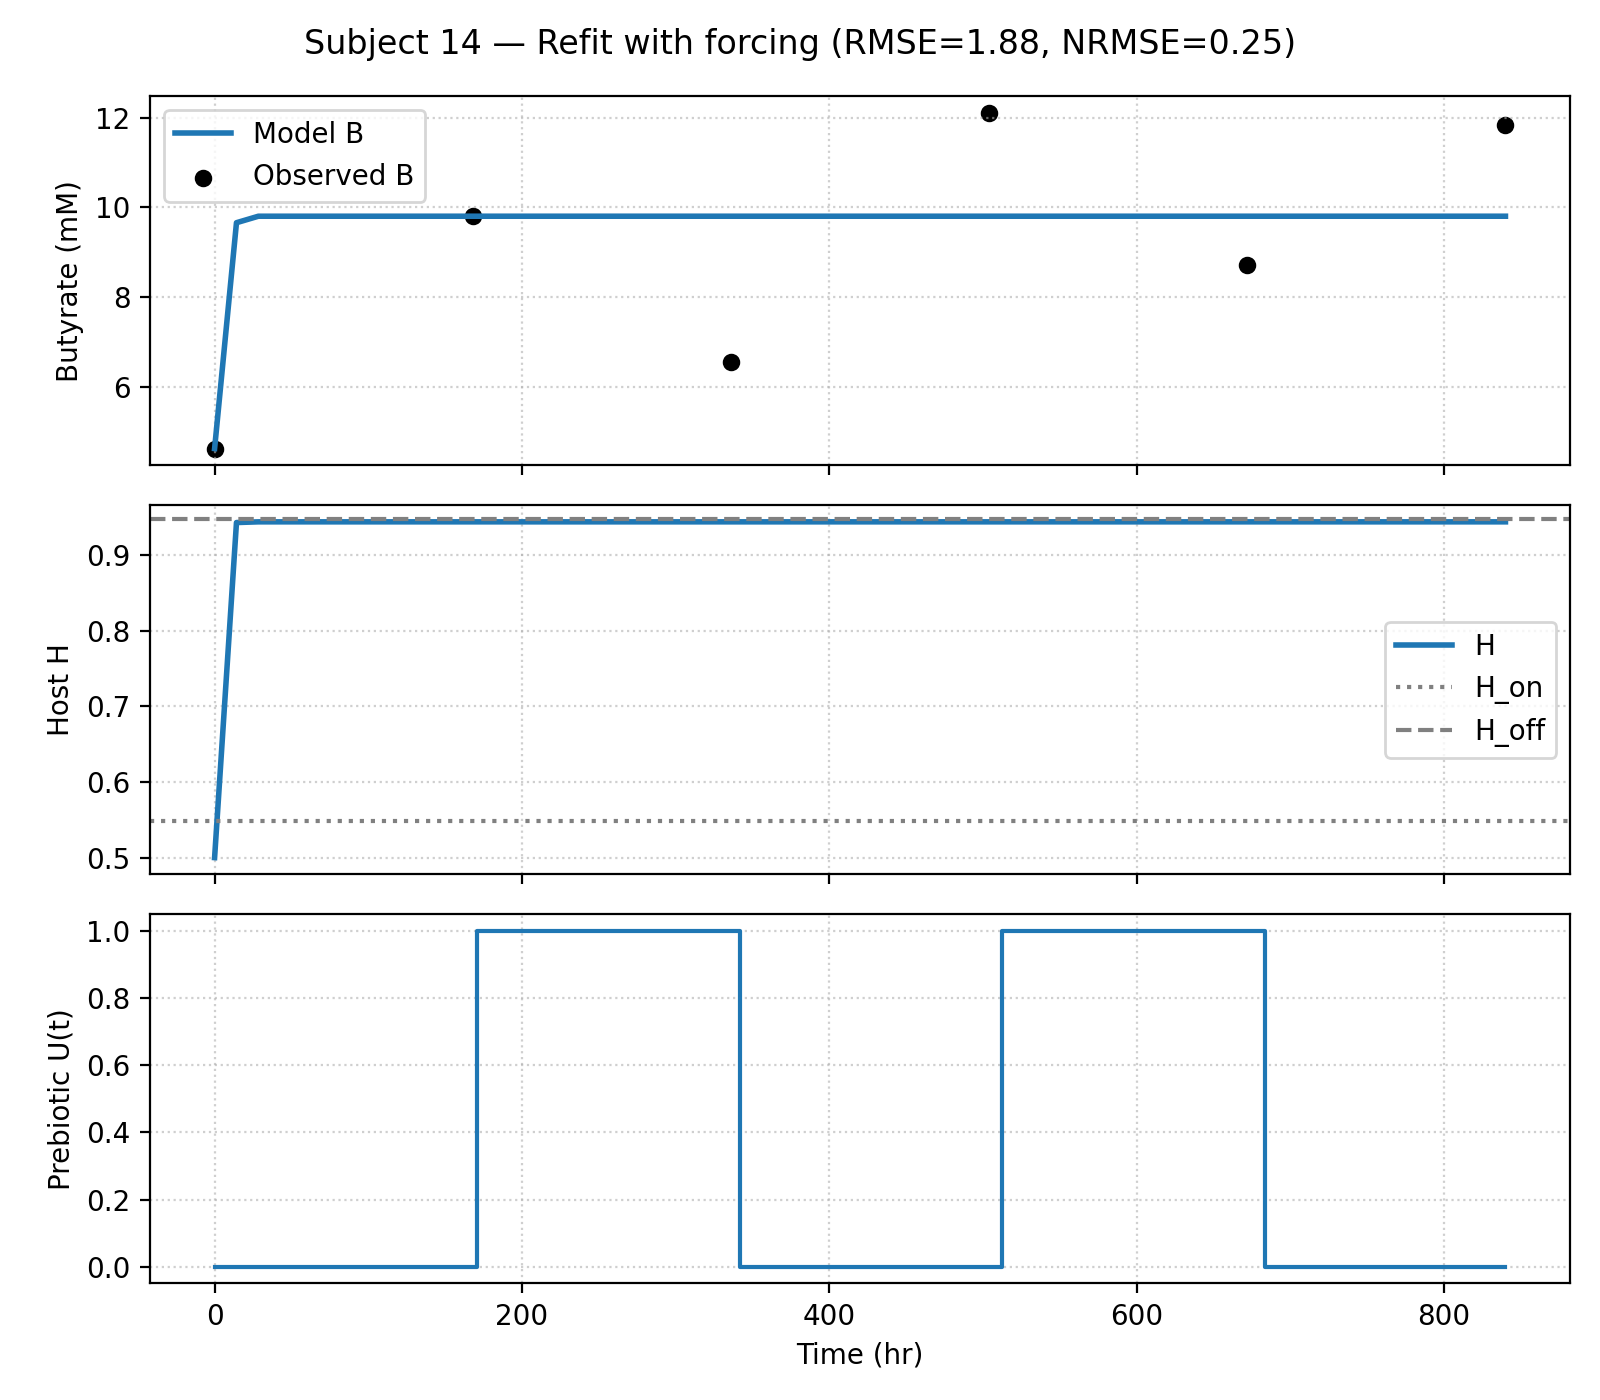 Subject 14 — Refit with forcing (RMSE=1.88, NRMSE=0.25)
12
10
8
6
Butyrate (mM)
Model B
Observed B
0.9
0.8
0.7
0.6
0.5
Host H
H
H_on
H_off
1.0
0.8
0.6
0.4
0.2
0.0
Prebiotic U(t)
0
200
400
600
800
Time (hr)